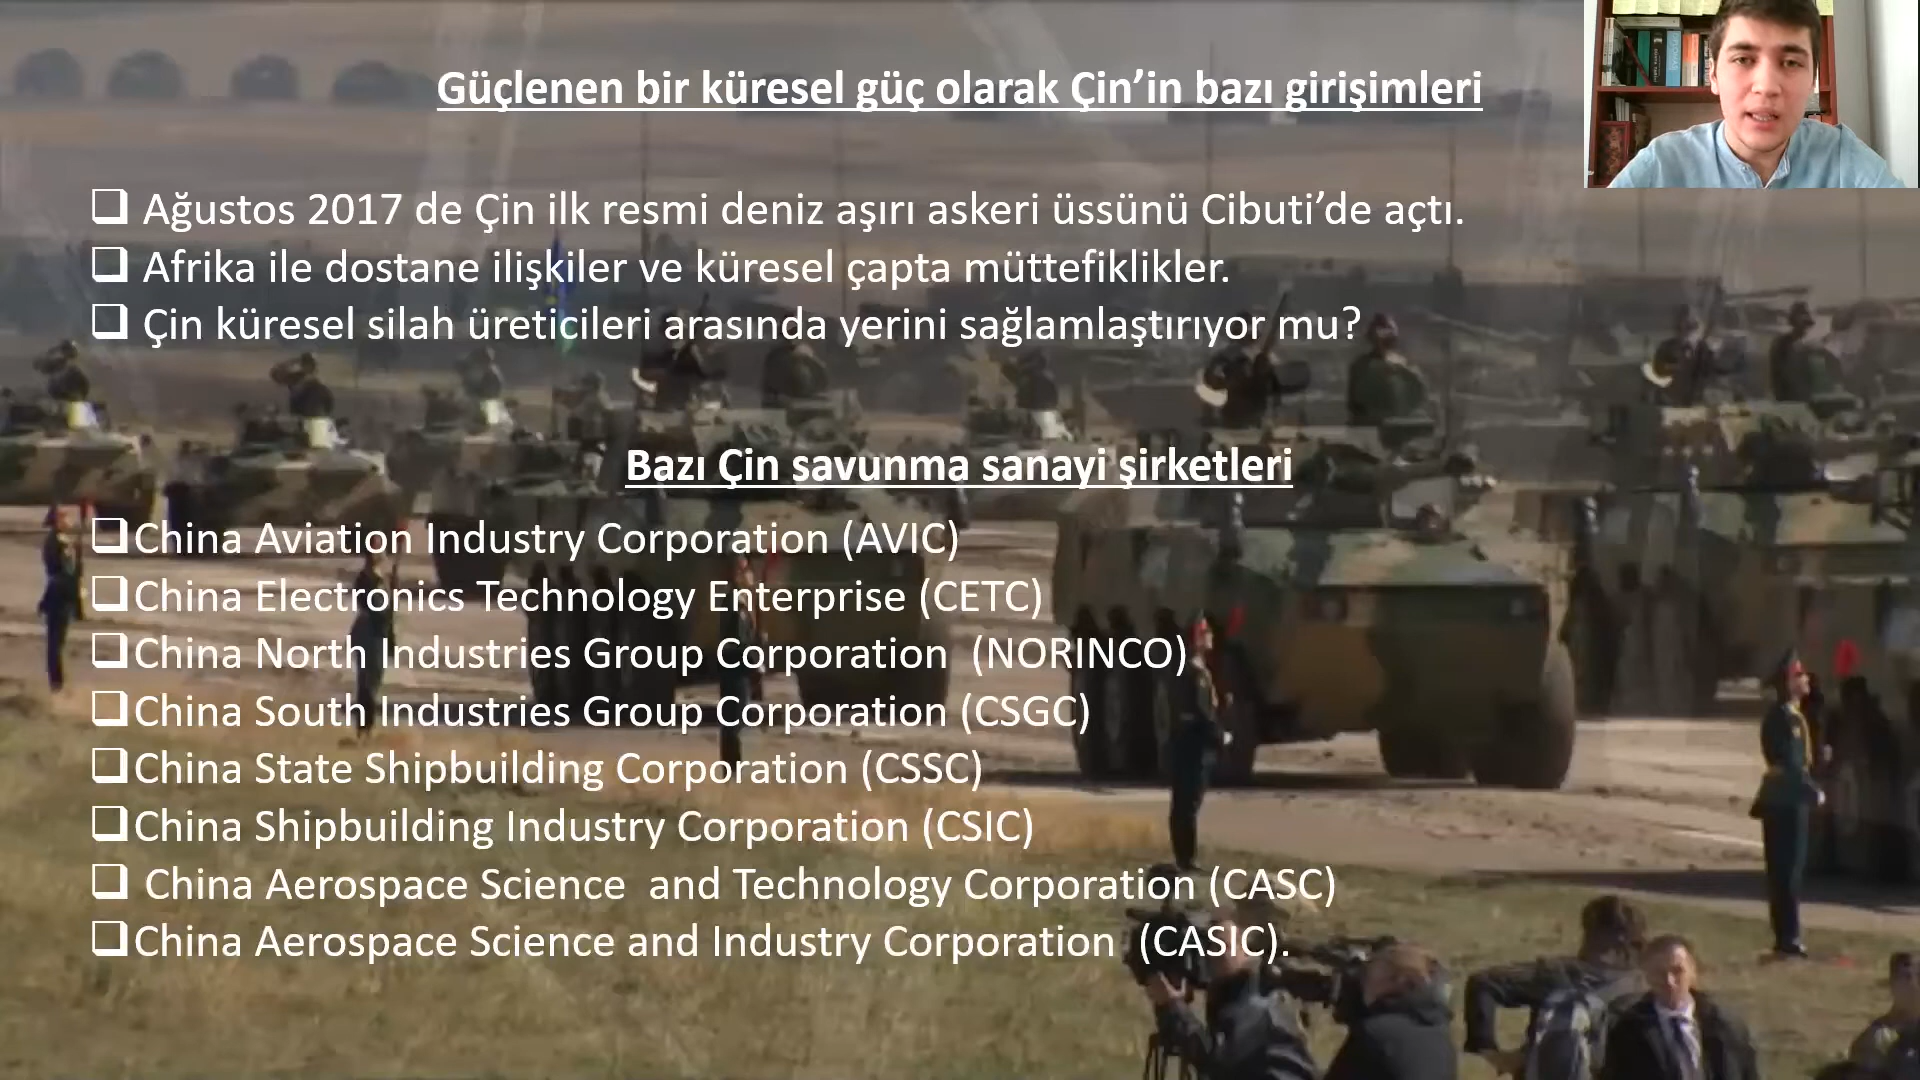 Güçlenen bir küresel güç olarak Çin’in bazı girişimleri
Ağustos 2017 de Çin ilk resmi deniz aşırı askeri üssünü Cibuti’de açtı.
Afrika ile dostane ilişkiler ve küresel çapta müttefiklikler.
Çin küresel silah üreticileri arasında yerini sağlamlaştırıyor mu?
Bazı Çin savunma sanayi şirketleri
China Aviation Industry Corporation (AVIC)
China Electronics Technology Enterprise (CETC)
China North Industries Group Corporation (NORINCO)
China South Industries Group Corporation (CSGC)
China State Shipbuilding Corporation (CSSC)
China Shipbuilding Industry Corporation (CSIC)
China Aerospace Science and Technology Corporation (CASC)
China Aerospace Science and Industry Corporation (CASIC).